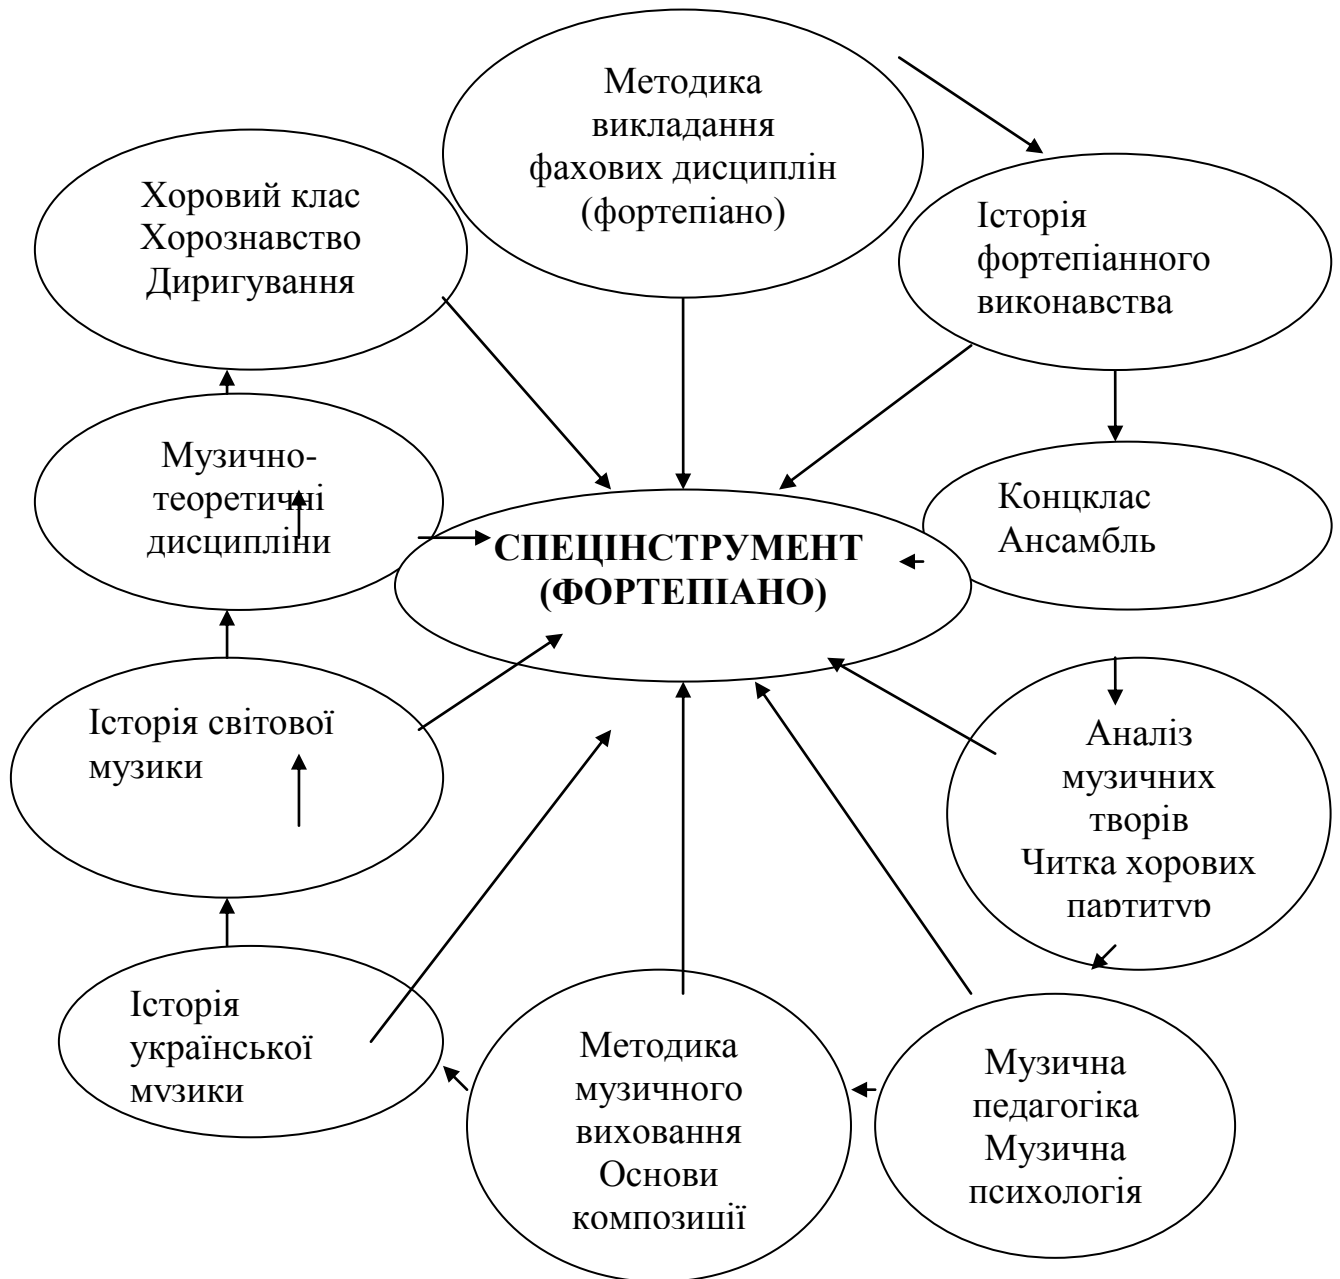 Методика
викладання
фахових дисциплін
(фортепіано)
Хоровий клас
Хорознавство
Диригування
Історія
фортепіанного
виконавства
Музично-
теоретичні
дисципліни
Концклас
Ансамбль
СПЕЦІНСТРУМЕНТ
(ФОРТЕПІАНО)
Історія світової
музики
Аналіз
музичних
творів
Читка хорових
партитур
Історія
української
музики
Методика
музичного
виховання
Основи
композиції
Музична
педагогіка
Музична
психологія